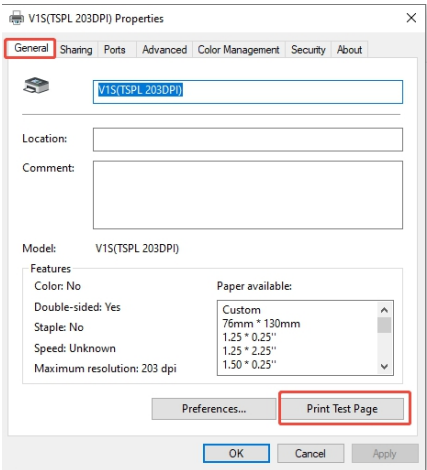 V1S(TSPL 203DPI) Properties
General Sharing Ports Advanced Color Management Security About
V1S(TSPL 203DPI)
Location:
Comment:
Model: V1S(TSPL 203DPI)
Features
Color: No Paper available:
Double-sided: Yes Custom
Staple: No 76mm * 130mm
1.25 * 0.25''
Speed: Unknown 1.25 * 2.25''
Maximum resolution: 203 dpi 1.50 * 0.25''
Preferences... Print Test Page
OK Cancel Apply